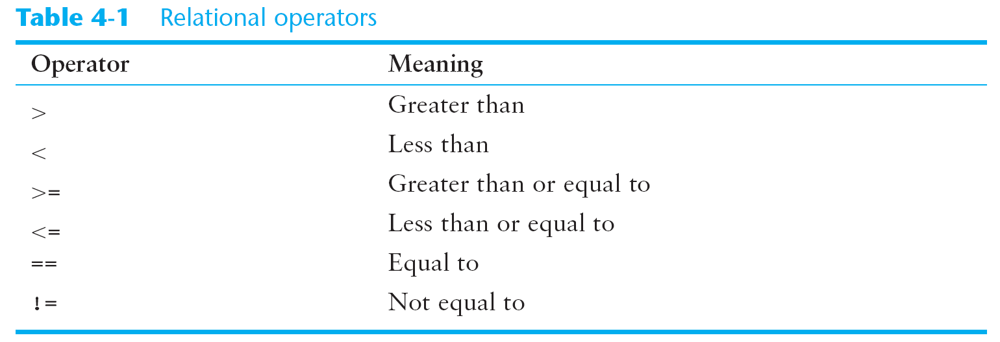 Table 4-1 Relational operators
Operator Meaning
> Greater than
< Less than
>= Greater than or equal to
<= Less than or equal to
== Equal to
!= Not equal to